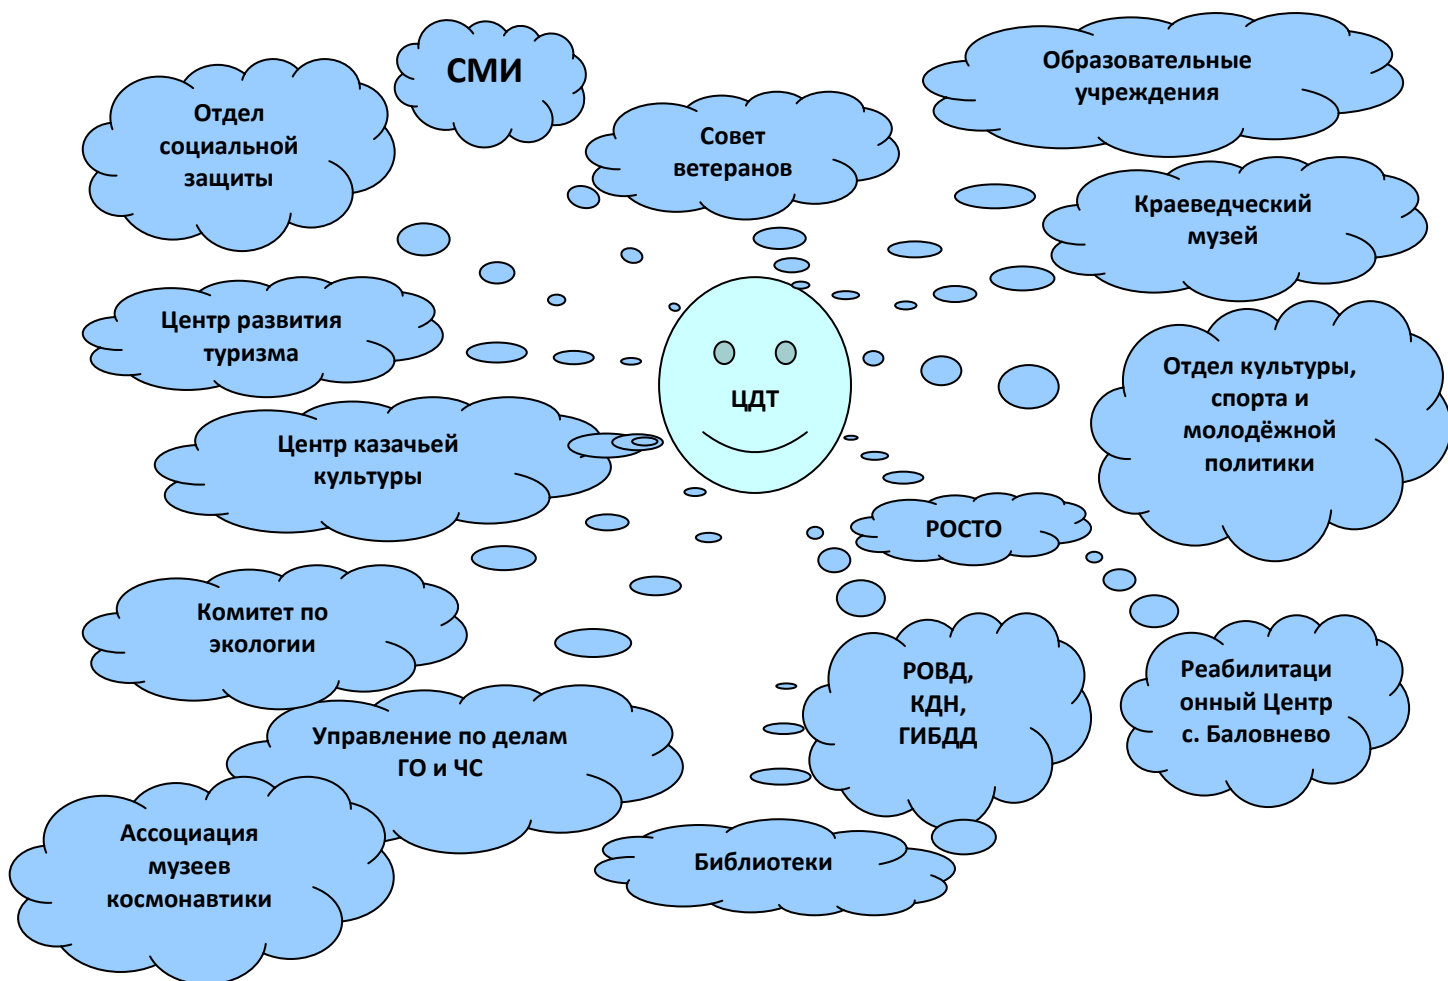 СМИ
Образовательные
учреждения
Отдел
социальной
защиты
Совет
ветеранов
Краеведческий
музей
Центр развития
туризма
ЦДТ
Отдел культуры,
спорта и
молодёжной
политики
Центр казачьей
культуры
РОСТО
Комитет по
экологии
РОВД,
КДН,
ГИБДД
Реабилитаци
онный Центр
с. Баловнево
Управление по делам
ГО и ЧС
Ассоциация
музеев
космонавтики
Библиотеки